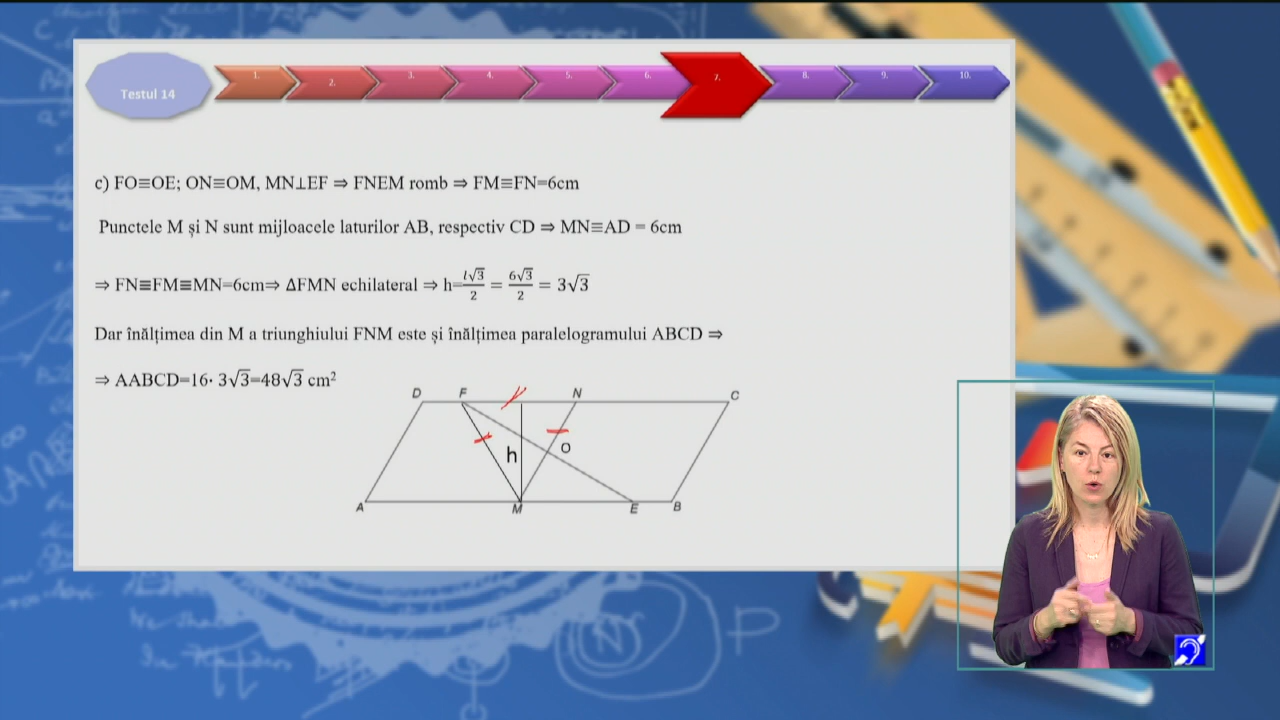 Testul 14
1.
2.
3.
4.
5.
6.
7.
8.
9.
10.
c) FO≡OE; ON≡OM, MN⊥EF ⇒ FNEM romb ⇒ FM≡FN=6cm
Punctele M și N sunt mijloacele laturilor AB, respectiv CD ⇒ MN≡AD = 6cm
⇒ FN≡FM≡MN=6cm⇒ ΔFMN echilateral ⇒ h=l√3/2 = 6√3/2 = 3√3
Dar înălțimea din M a triunghiului FNM este și înălțimea paralelogramului ABCD ⇒
⇒ AABCD=16· 3√3=48√3 cm²
D F N C
h O
A M E B
N P